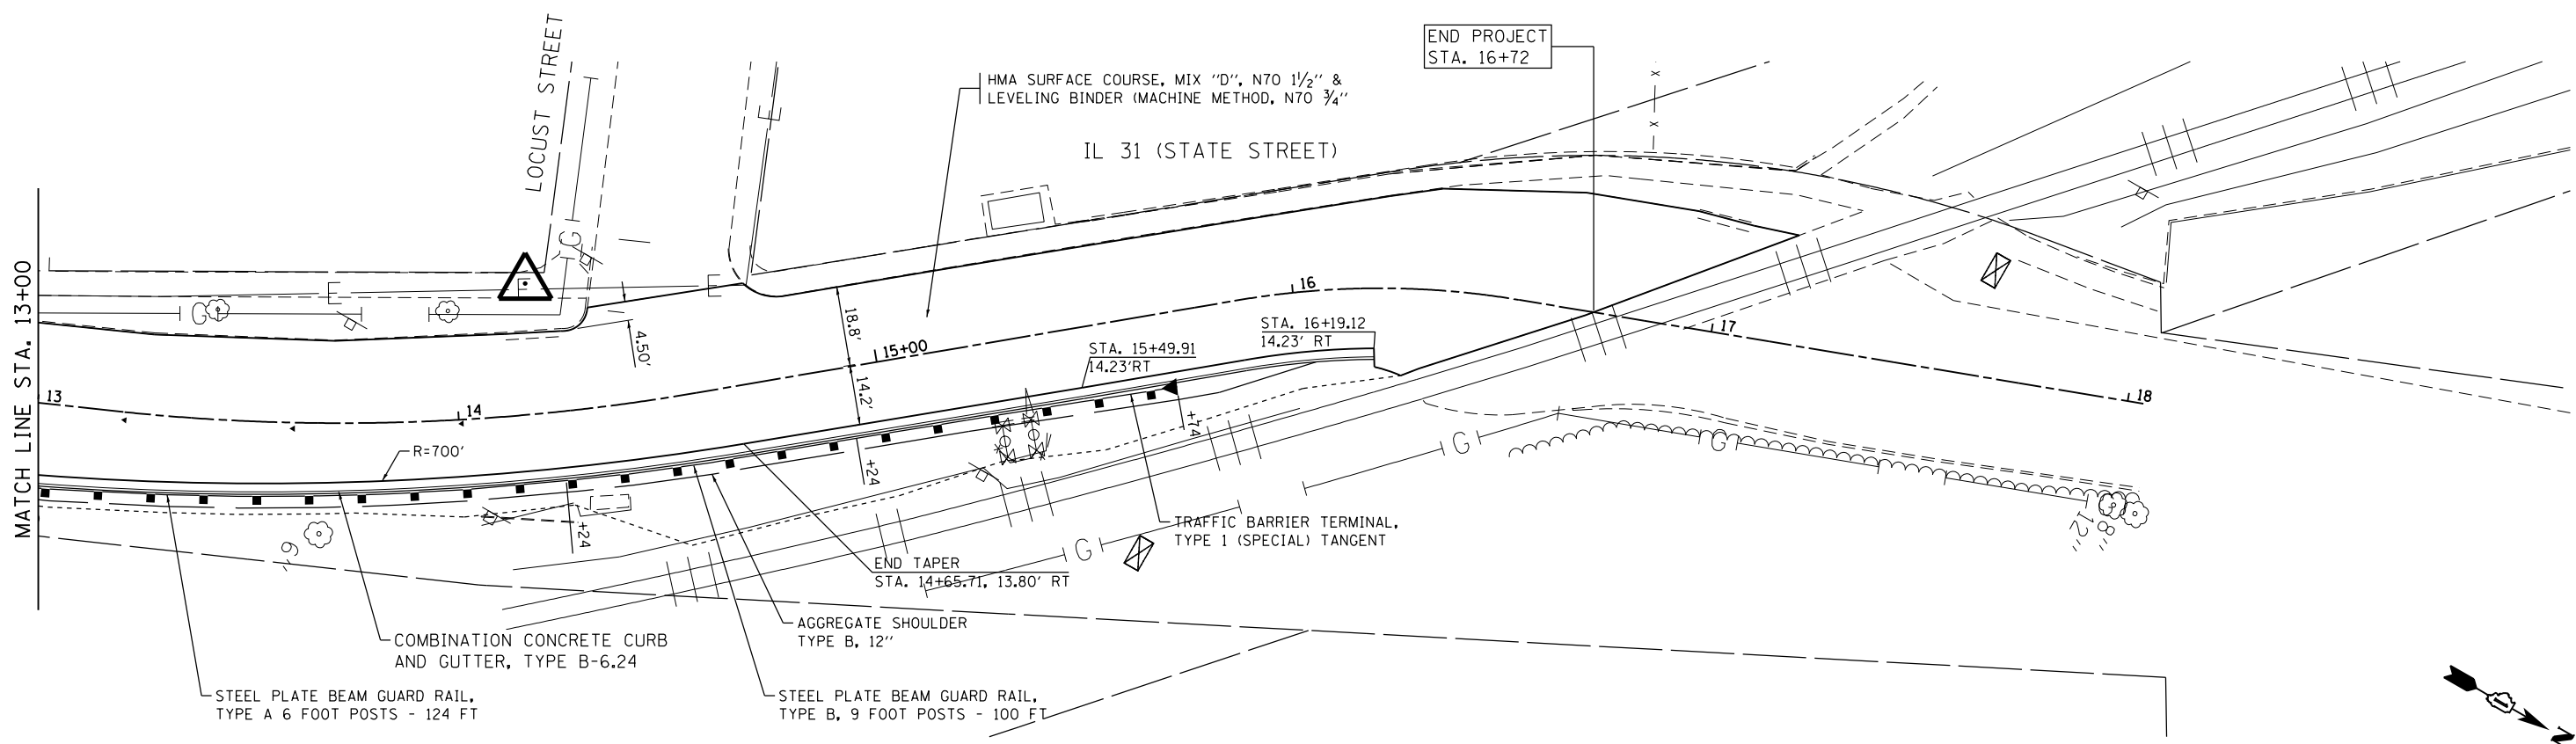 END PROJECT
STA. 16+72
LOCUST STREET
HMA SURFACE COURSE, MIX "D", N70 1½" &
LEVELING BINDER (MACHINE METHOD, N70 ¾"
IL 31 (STATE STREET)
x
x
MATCH LINE STA. 13+00
E
G
E
E
E
G
4.50'
18.8'
14.2'
13
14
15+00
16
17
18
STA. 16+19.12
14.23' RT
STA. 15+49.91
14.23'RT
R=700'
+24
+24
+74
G
G
G
6"
12"
8"
TRAFFIC BARRIER TERMINAL,
TYPE 1 (SPECIAL) TANGENT
END TAPER
STA. 14+65.71, 13.80' RT
AGGREGATE SHOULDER
TYPE B, 12"
COMBINATION CONCRETE CURB
AND GUTTER, TYPE B-6.24
STEEL PLATE BEAM GUARD RAIL,
TYPE A 6 FOOT POSTS - 124 FT
STEEL PLATE BEAM GUARD RAIL,
TYPE B, 9 FOOT POSTS - 100 FT